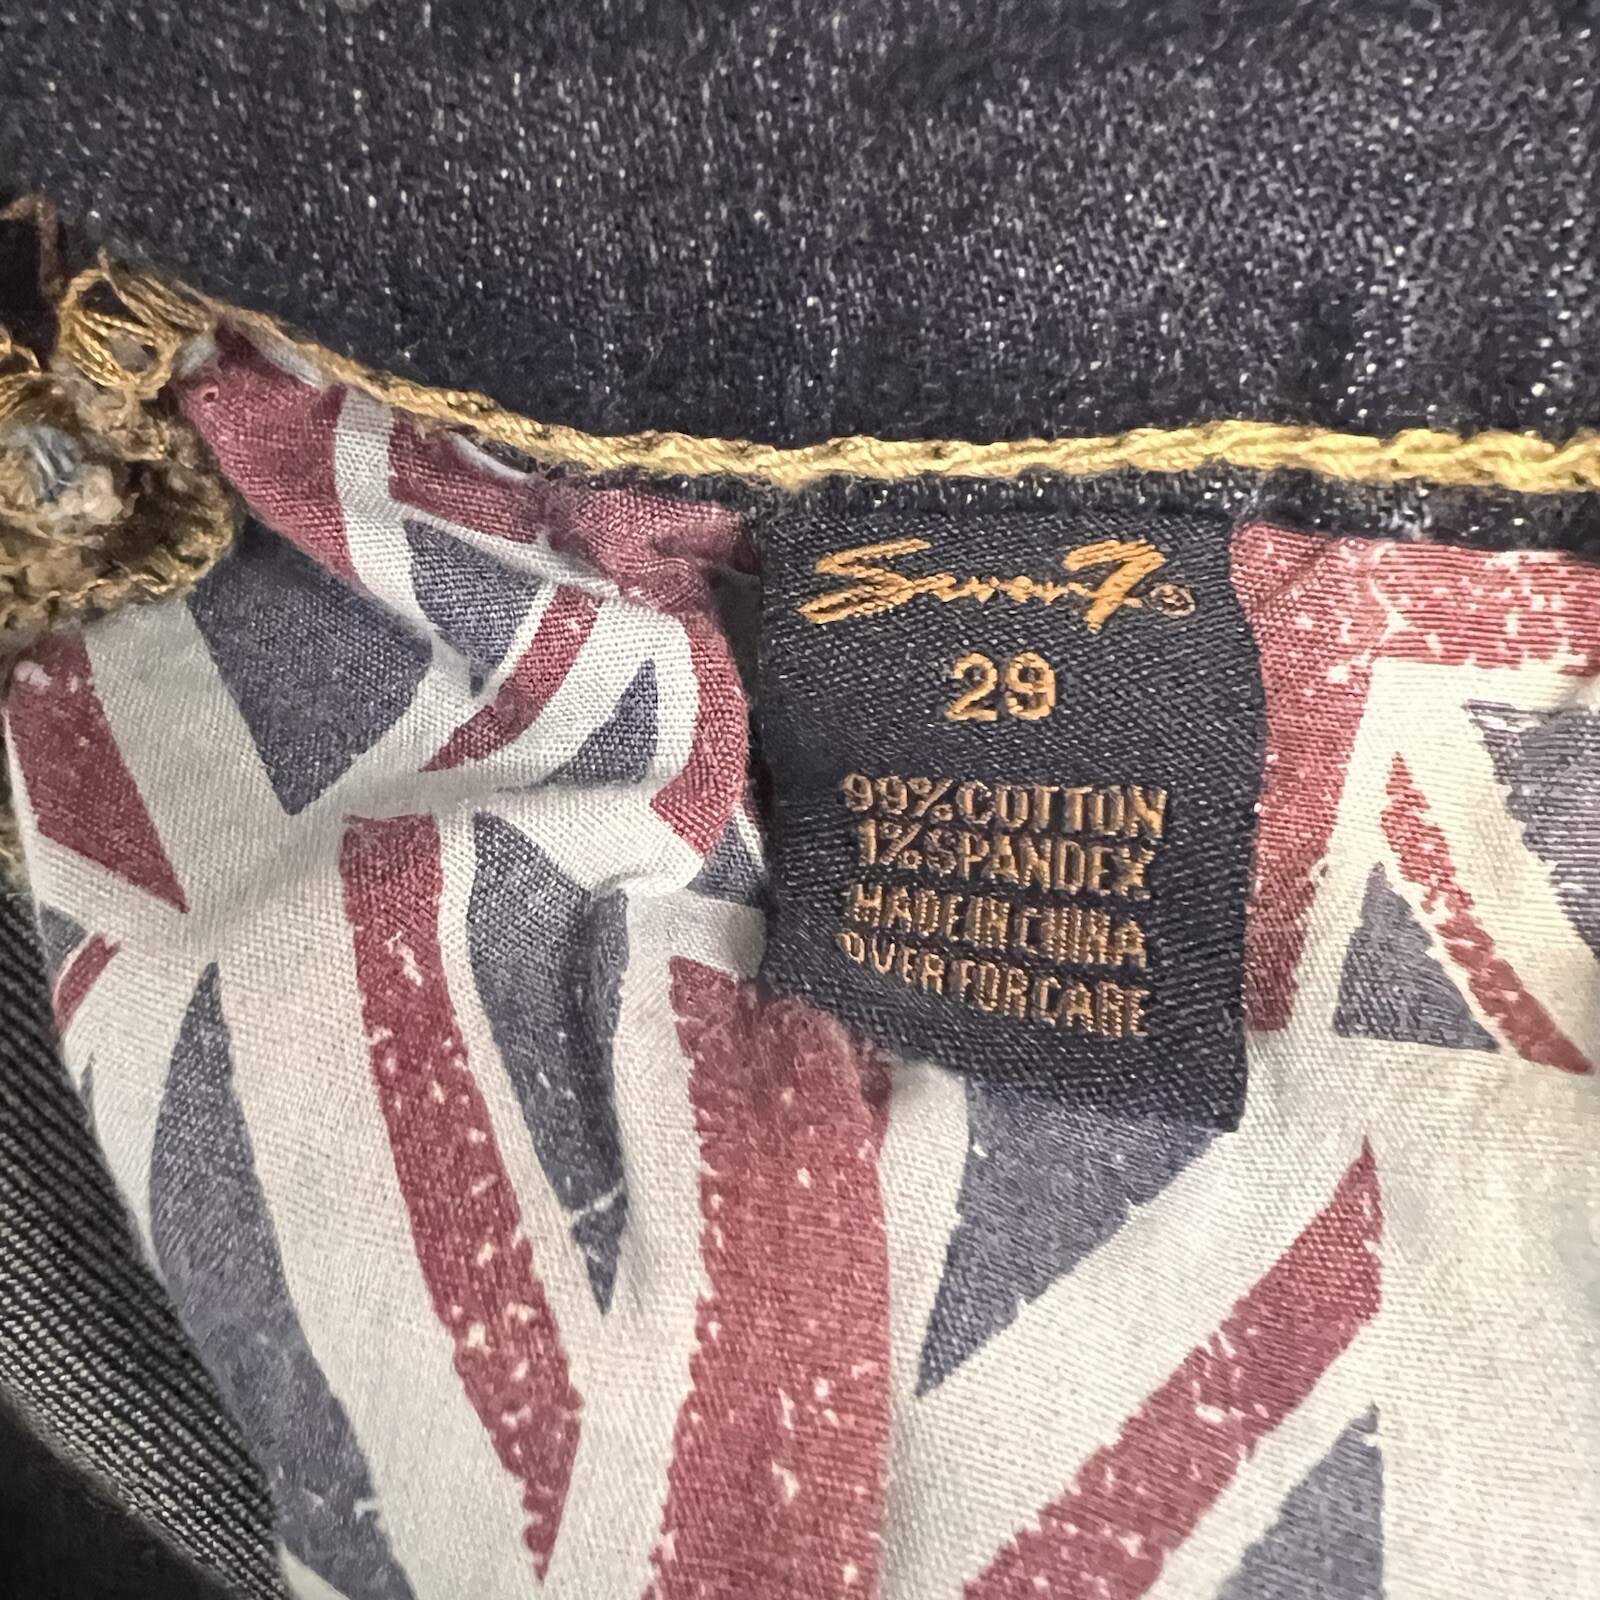 Seven7®
29
99% COTTON
1% SPANDEX
MADE IN CHINA
OVER FOR CARE